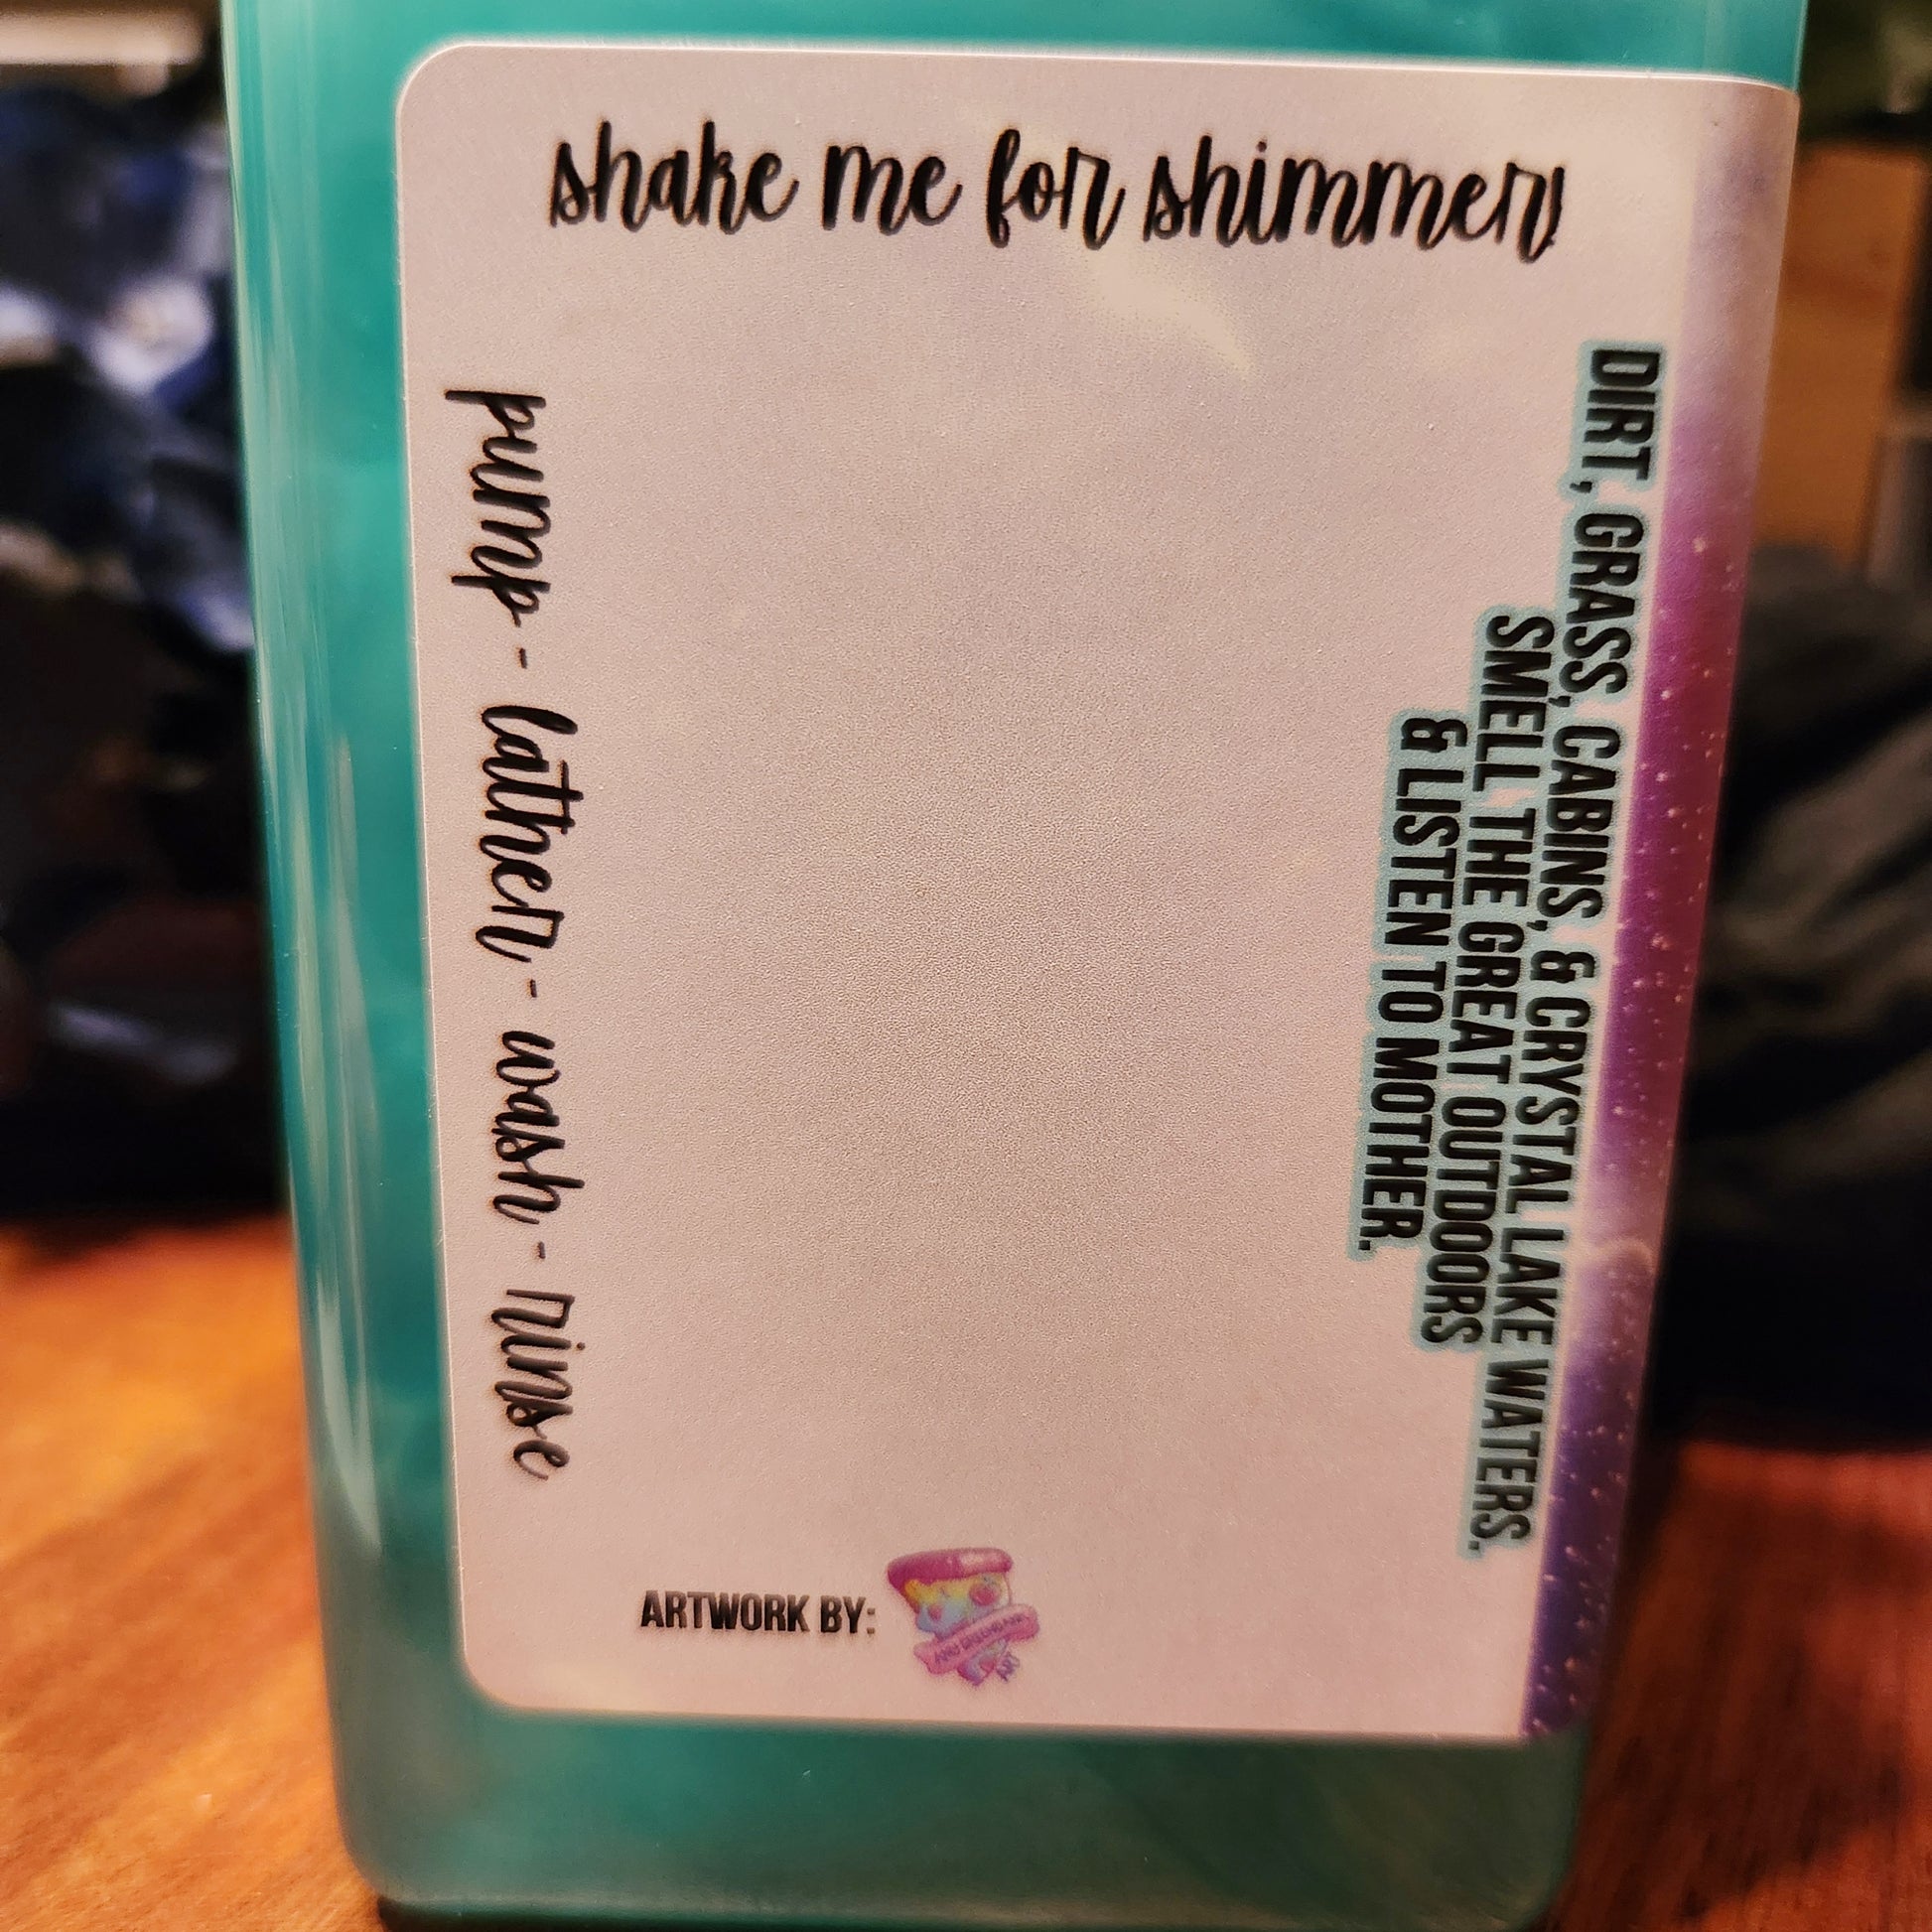 shake me for shimmer!
DIRT, GRASS, CABINS, & CRYSTAL LAKE WATERS.
SMELL THE GREAT OUTDOORS
& LISTEN TO MOTHER.
pump - lather - wash - rinse
ARTWORK BY:
ART